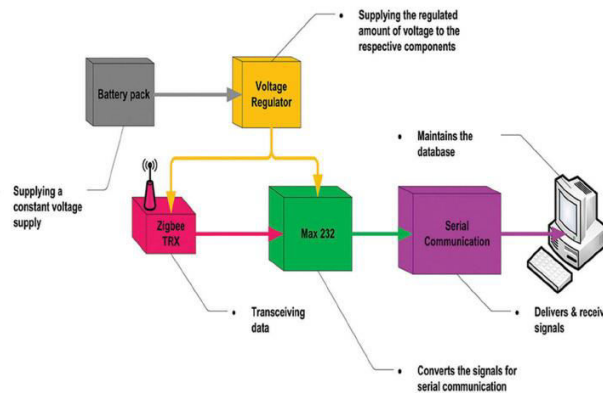 • Supplying the regulated
amount of voltage to the
respective components
Battery pack
Voltage
Regulator
• Maintains the
database
Supplying a
constant voltage
supply
Zigbee
TRX
Max 232
Serial
Communication
• Transceiving
data
• Delivers & receiv
signals
• Converts the signals for
serial communication